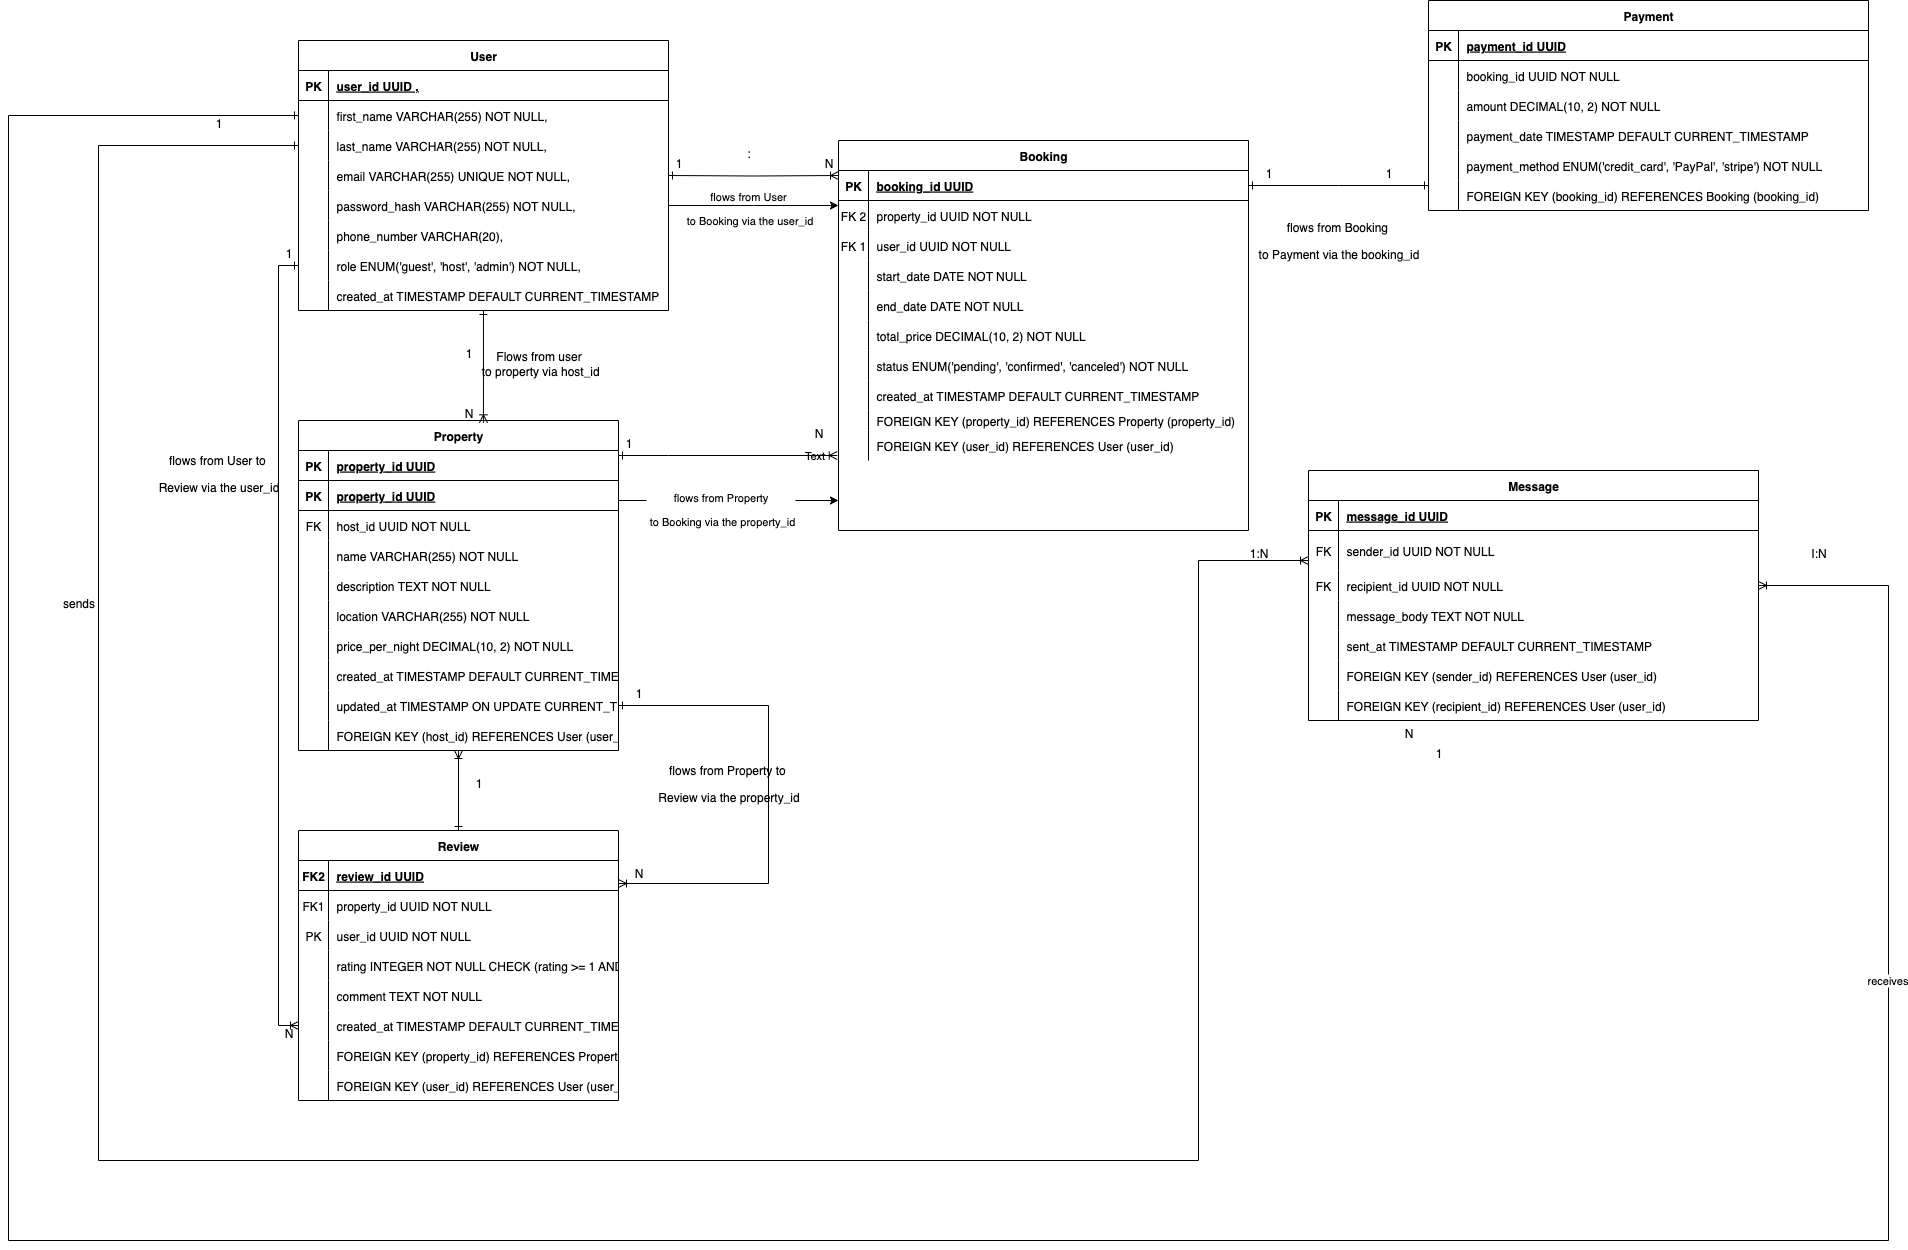 Payment
PK payment_id UUID
booking_id UUID NOT NULL
amount DECIMAL(10, 2) NOT NULL
payment_date TIMESTAMP DEFAULT CURRENT_TIMESTAMP
payment_method ENUM('credit_card', 'PayPal', 'stripe') NOT NULL
FOREIGN KEY (booking_id) REFERENCES Booking (booking_id)
User
PK user_id UUID ,
first_name VARCHAR(255) NOT NULL,
last_name VARCHAR(255) NOT NULL,
email VARCHAR(255) UNIQUE NOT NULL,
password_hash VARCHAR(255) NOT NULL,
phone_number VARCHAR(20),
role ENUM('guest', 'host', 'admin') NOT NULL,
created_at TIMESTAMP DEFAULT CURRENT_TIMESTAMP
1
1
:
1
N
flows from User
to Booking via the user_id
Booking
PK booking_id UUID
FK 2 property_id UUID NOT NULL
FK 1 user_id UUID NOT NULL
start_date DATE NOT NULL
end_date DATE NOT NULL
total_price DECIMAL(10, 2) NOT NULL
status ENUM('pending', 'confirmed', 'canceled') NOT NULL
created_at TIMESTAMP DEFAULT CURRENT_TIMESTAMP
FOREIGN KEY (property_id) REFERENCES Property (property_id)
FOREIGN KEY (user_id) REFERENCES User (user_id)
1
1
flows from Booking
to Payment via the booking_id
1
Flows from user
to property via host_id
N
Property
PK property_id UUID
PK property_id UUID
FK host_id UUID NOT NULL
name VARCHAR(255) NOT NULL
description TEXT NOT NULL
location VARCHAR(255) NOT NULL
price_per_night DECIMAL(10, 2) NOT NULL
created_at TIMESTAMP DEFAULT CURRENT_TIME
updated_at TIMESTAMP ON UPDATE CURRENT_T
FOREIGN KEY (host_id) REFERENCES User (user_
1
N
Text
flows from Property
to Booking via the property_id
flows from User to
Review via the user_id
sends
Message
PK message_id UUID
FK sender_id UUID NOT NULL
FK recipient_id UUID NOT NULL
message_body TEXT NOT NULL
sent_at TIMESTAMP DEFAULT CURRENT_TIMESTAMP
FOREIGN KEY (sender_id) REFERENCES User (user_id)
FOREIGN KEY (recipient_id) REFERENCES User (user_id)
1:N
I:N
N
1
1
flows from Property to
Review via the property_id
1
N
Review
FK2 review_id UUID
FK1 property_id UUID NOT NULL
PK user_id UUID NOT NULL
rating INTEGER NOT NULL CHECK (rating >= 1 AND
comment TEXT NOT NULL
created_at TIMESTAMP DEFAULT CURRENT_TIME
FOREIGN KEY (property_id) REFERENCES Propert
FOREIGN KEY (user_id) REFERENCES User (user_
N
receives